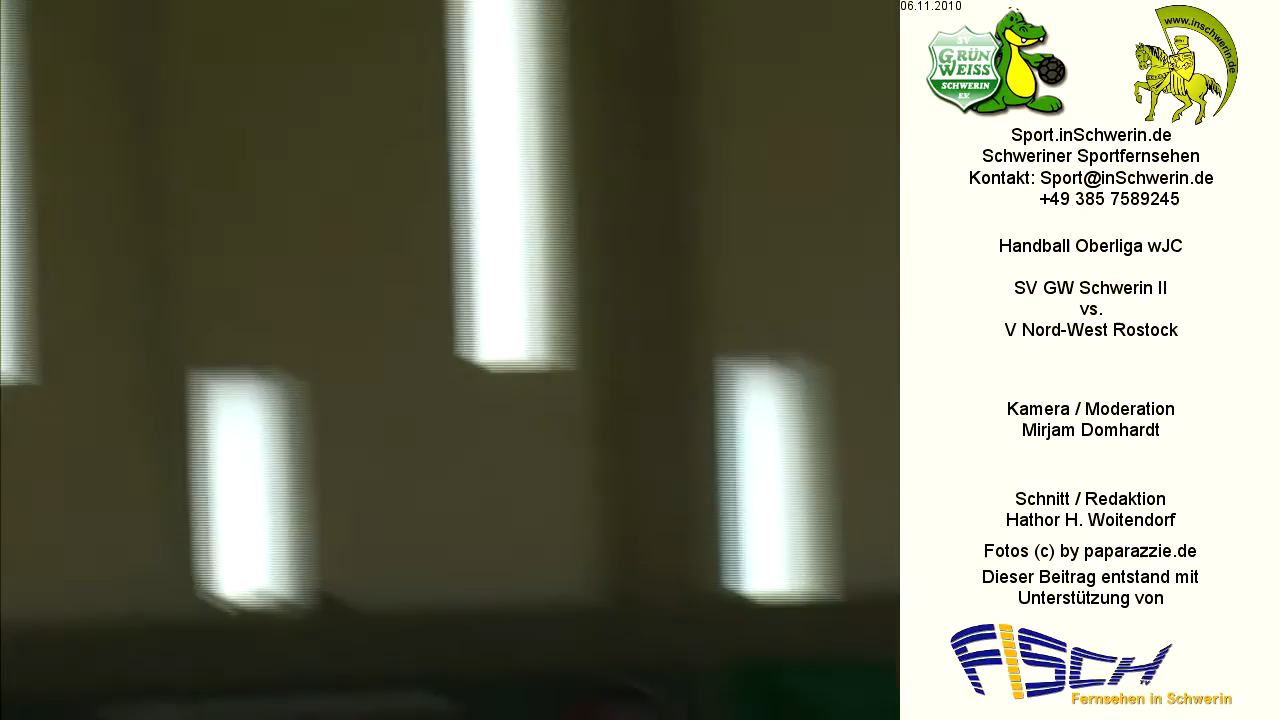 06.11.2010
SV
GRÜN
WEISS
SCHWERIN
E.V.
www.inschwerin.de
Sport.inSchwerin.de
Schweriner Sportfernsehen
Kontakt: Sport@inSchwerin.de
+49 385 7589245
Handball Oberliga wJC
SV GW Schwerin II
vs.
V Nord-West Rostock
Kamera / Moderation
Mirjam Domhardt
Schnitt / Redaktion
Hathor H. Woitendorf
Fotos (c) by paparazzie.de
Dieser Beitrag entstand mit
Unterstützung von
FISCH
TV
Fernsehen in Schwerin